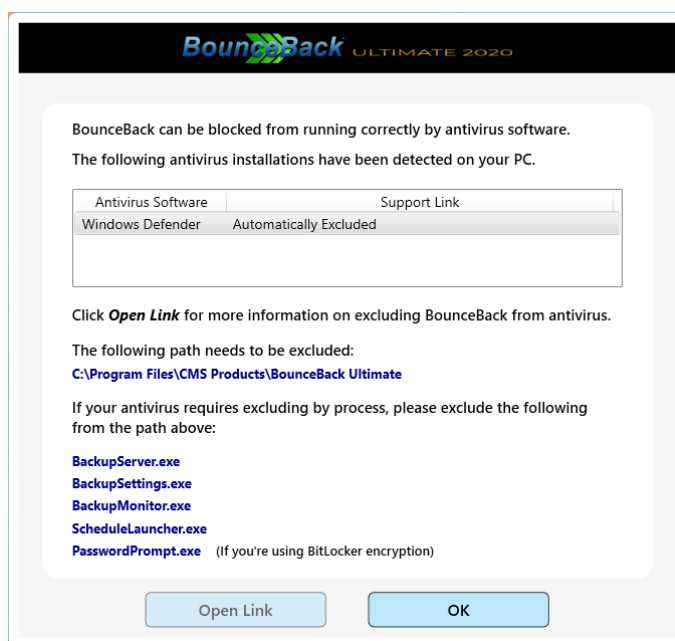 BounceBack ULTIMATE 2020
BounceBack can be blocked from running correctly by antivirus software.
The following antivirus installations have been detected on your PC.
Antivirus Software Support Link
Windows Defender Automatically Excluded
Click Open Link for more information on excluding BounceBack from antivirus.
The following path needs to be excluded:
C:\Program Files\CMS Products\BounceBack Ultimate
If your antivirus requires excluding by process, please exclude the following
from the path above:
BackupServer.exe
BackupSettings.exe
BackupMonitor.exe
ScheduleLauncher.exe
PasswordPrompt.exe (If you're using BitLocker encryption)
Open Link OK